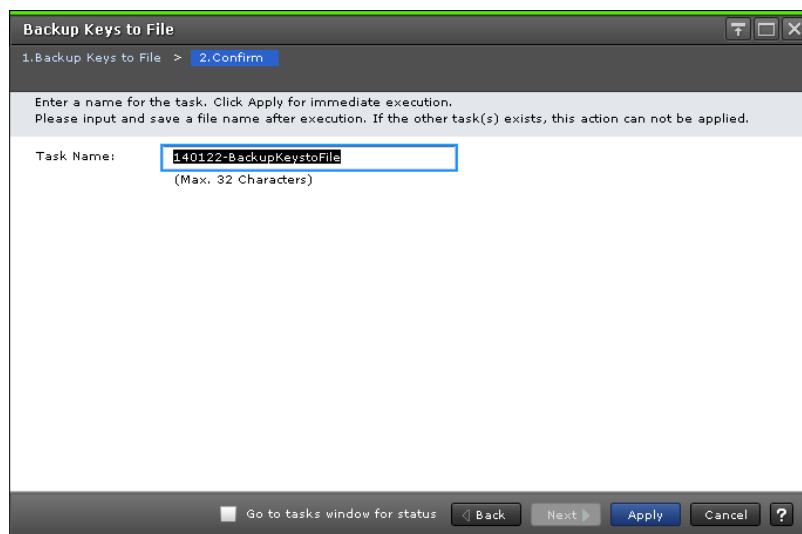 Backup Keys to File
1.Backup Keys to File > 2.Confirm
Enter a name for the task. Click Apply for immediate execution.
Please input and save a file name after execution. If the other task(s) exists, this action can not be applied.
Task Name: 140122-BackupKeystoFile
(Max. 32 Characters)
Go to tasks window for status Back Next Apply Cancel ?